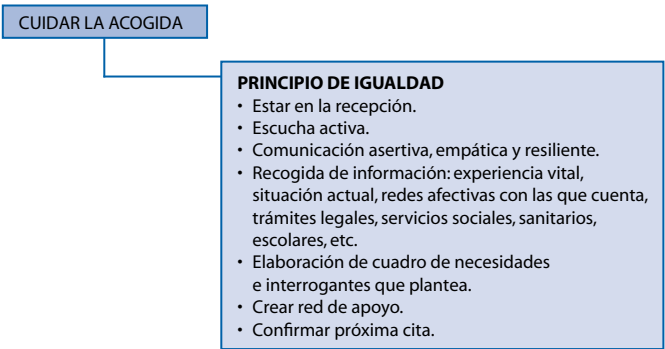 CUIDAR LA ACOGIDA
PRINCIPIO DE IGUALDAD
• Estar en la recepción.
• Escucha activa.
• Comunicación asertiva, empática y resiliente.
• Recogida de información: experiencia vital,
situación actual, redes afectivas con las que cuenta,
trámites legales, servicios sociales, sanitarios,
escolares, etc.
• Elaboración de cuadro de necesidades
e interrogantes que plantea.
• Crear red de apoyo.
• Confirmar próxima cita.